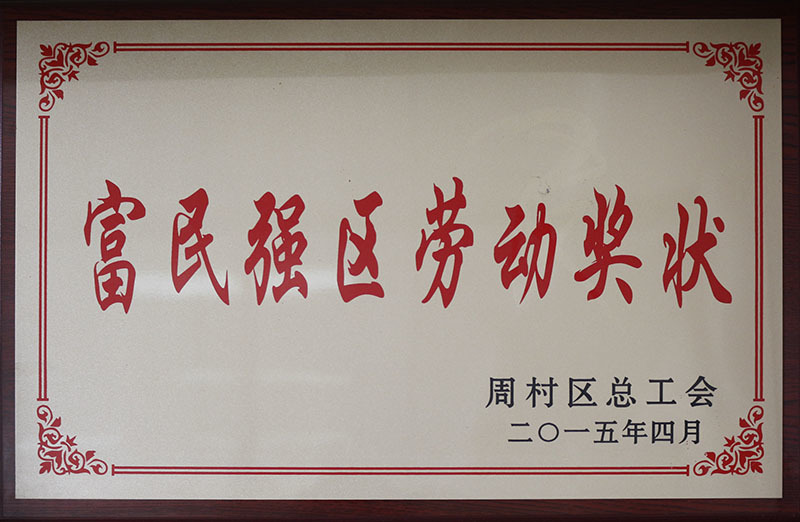 富民强区劳动奖状
周村区总工会
二〇一五年四月